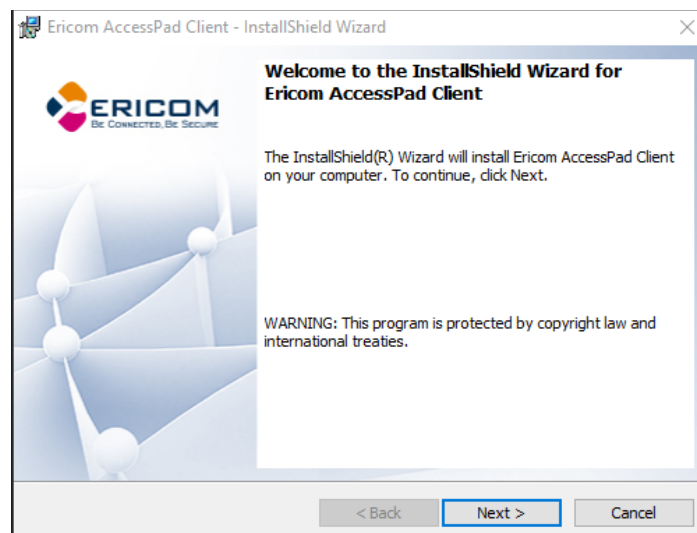 Ericom AccessPad Client - InstallShield Wizard
ERICOM
BE CONNECTED, BE SECURE
Welcome to the InstallShield Wizard for
Ericom AccessPad Client
The InstallShield(R) Wizard will install Ericom AccessPad Client
on your computer. To continue, click Next.
WARNING: This program is protected by copyright law and
international treaties.
< Back
Next >
Cancel